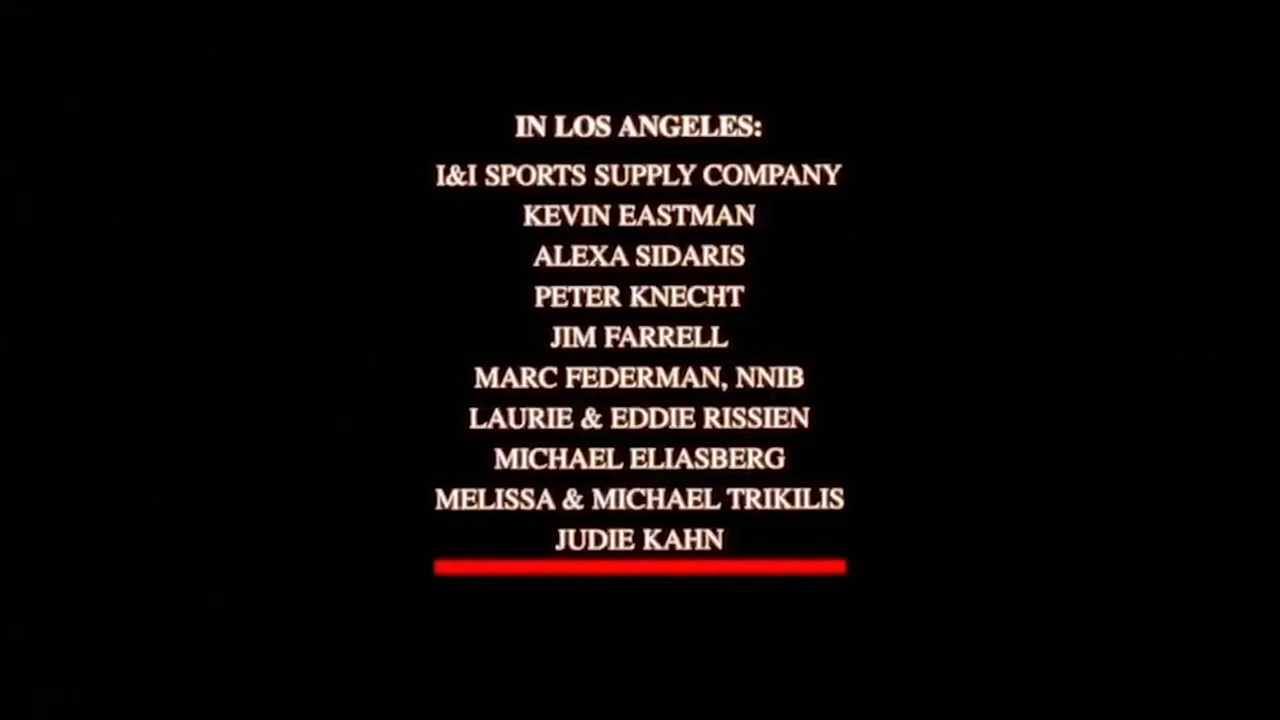 IN LOS ANGELES:
I&I SPORTS SUPPLY COMPANY
KEVIN EASTMAN
ALEXA SIDARIS
PETER KNECHT
JIM FARRELL
MARC FEDERMAN, NNIB
LAURIE & EDDIE RISSIEN
MICHAEL ELIASBERG
MELISSA & MICHAEL TRIKILIS
JUDIE KAHN